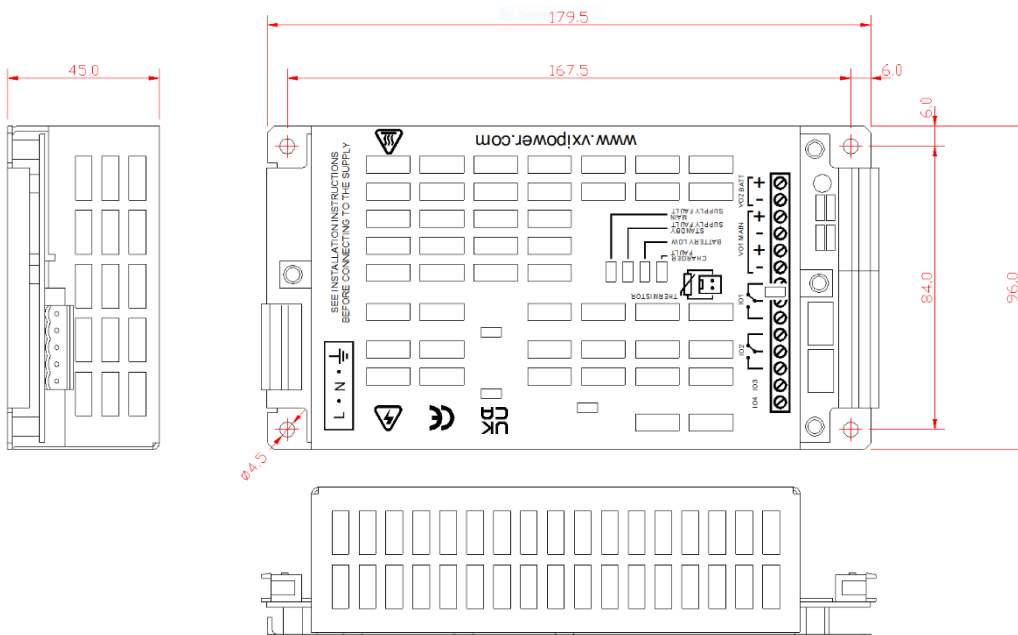 179.5
45.0
167.5
6.0
6.0
www.vxipower.com
SEE INSTALLATION INSTRUCTIONS
BEFORE CONNECTING TO THE SUPPLY
MAIN
SUPPLY FAULT
STANDBY
SUPPLY FAULT
BATTERY LOW
CHARGER
FAULT
THERMISTOR
VO2 BATT
+
-
VO1 MAIN
+
-
+
-
IO1
IO2
IO3
IO4
84.0
96.0
L • N •
CE
UK
CA
Ø4.5